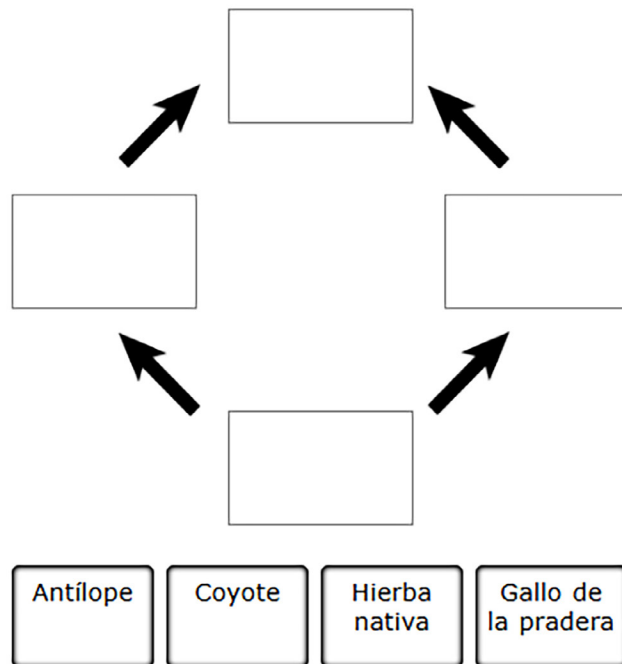 Antílope
Coyote
Hierba
nativa
Gallo de
la pradera